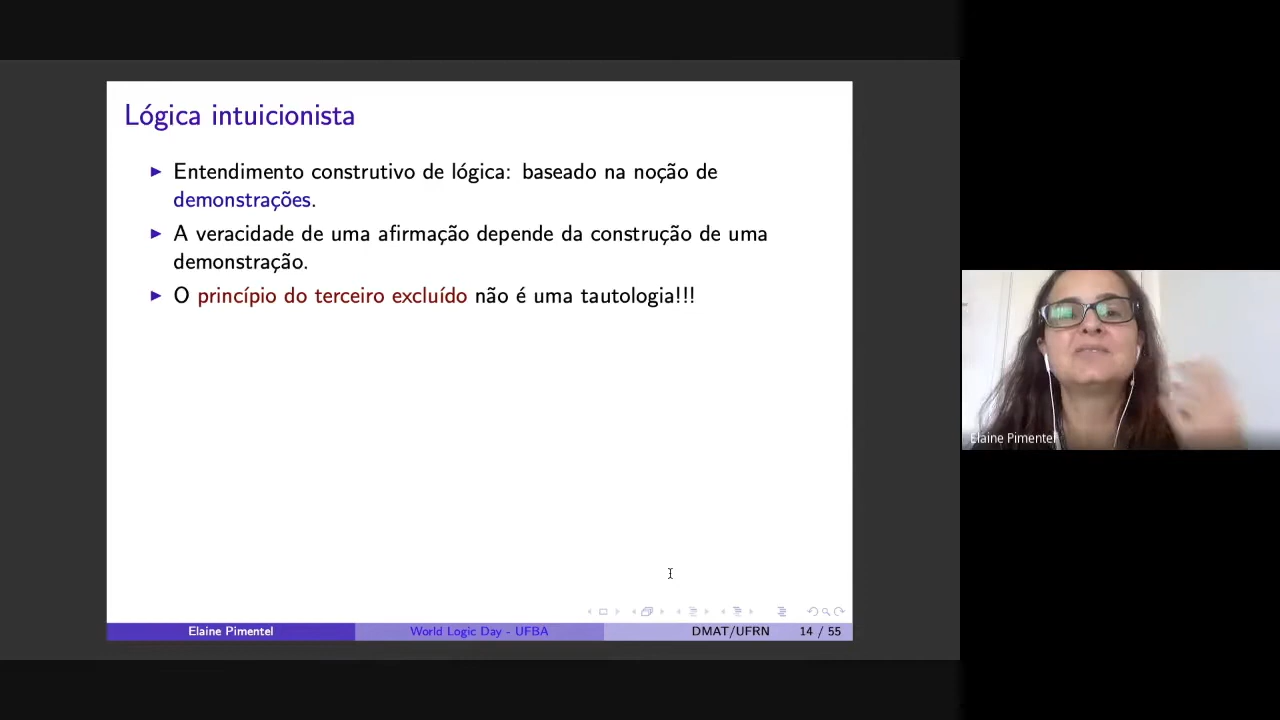 Lógica intuicionista
Entendimento construtivo de lógica: baseado na noção de
demonstrações.
A veracidade de uma afirmação depende da construção de uma
demonstração.
O princípio do terceiro excluído não é uma tautologia!!!
Elaine Pimentel
World Logic Day - UFBA
DMAT/UFRN
14 / 55
Elaine Pimentel